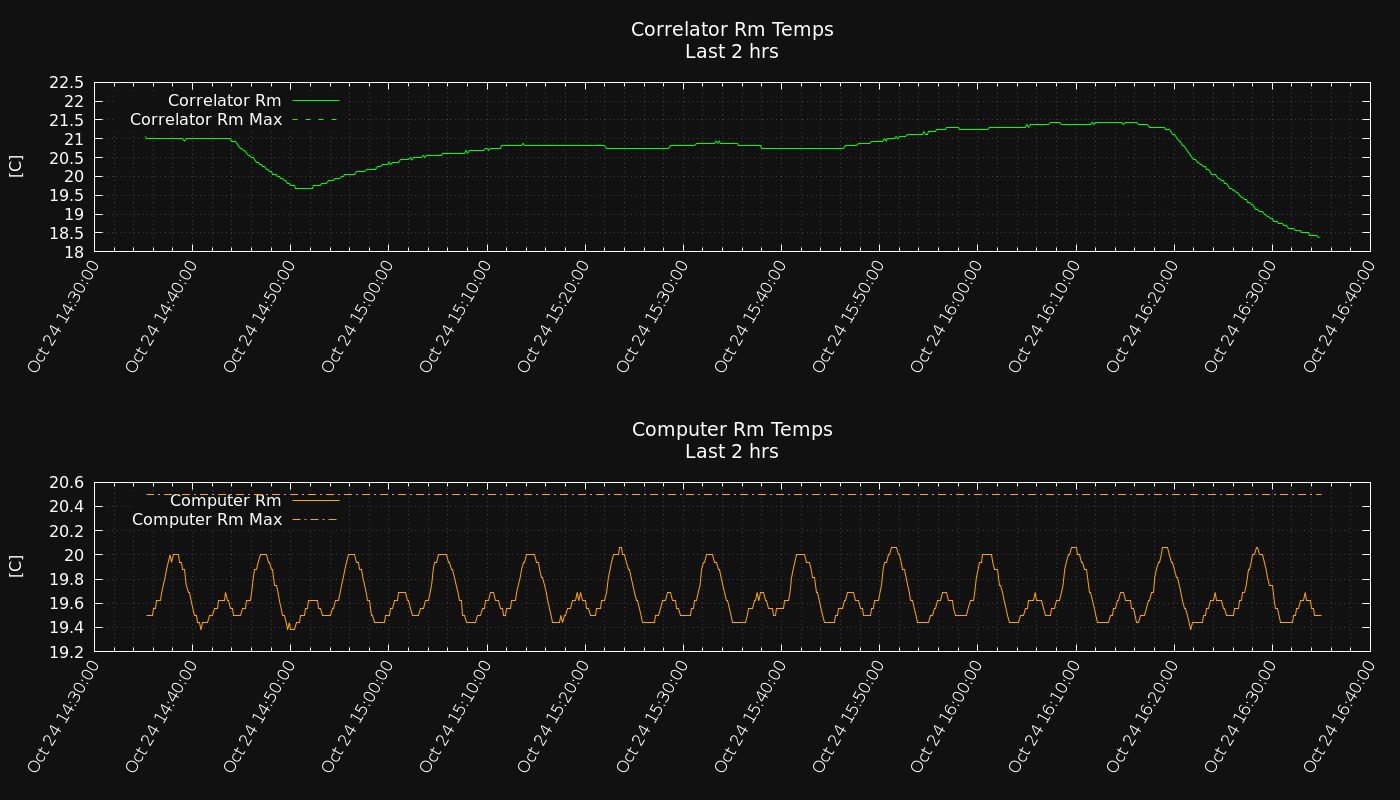 Correlator Rm Temps
Last 2 hrs
22.5
22
21.5
21
20.5
20
19.5
19
18.5
18
[C]
Correlator Rm
Correlator Rm Max
Oct 24 14:30:00
Oct 24 14:40:00
Oct 24 14:50:00
Oct 24 15:00:00
Oct 24 15:10:00
Oct 24 15:20:00
Oct 24 15:30:00
Oct 24 15:40:00
Oct 24 15:50:00
Oct 24 16:00:00
Oct 24 16:10:00
Oct 24 16:20:00
Oct 24 16:30:00
Oct 24 16:40:00
Computer Rm Temps
Last 2 hrs
20.6
20.4
20.2
20
19.8
19.6
19.4
19.2
[C]
Computer Rm
Computer Rm Max
Oct 24 14:30:00
Oct 24 14:40:00
Oct 24 14:50:00
Oct 24 15:00:00
Oct 24 15:10:00
Oct 24 15:20:00
Oct 24 15:30:00
Oct 24 15:40:00
Oct 24 15:50:00
Oct 24 16:00:00
Oct 24 16:10:00
Oct 24 16:20:00
Oct 24 16:30:00
Oct 24 16:40:00